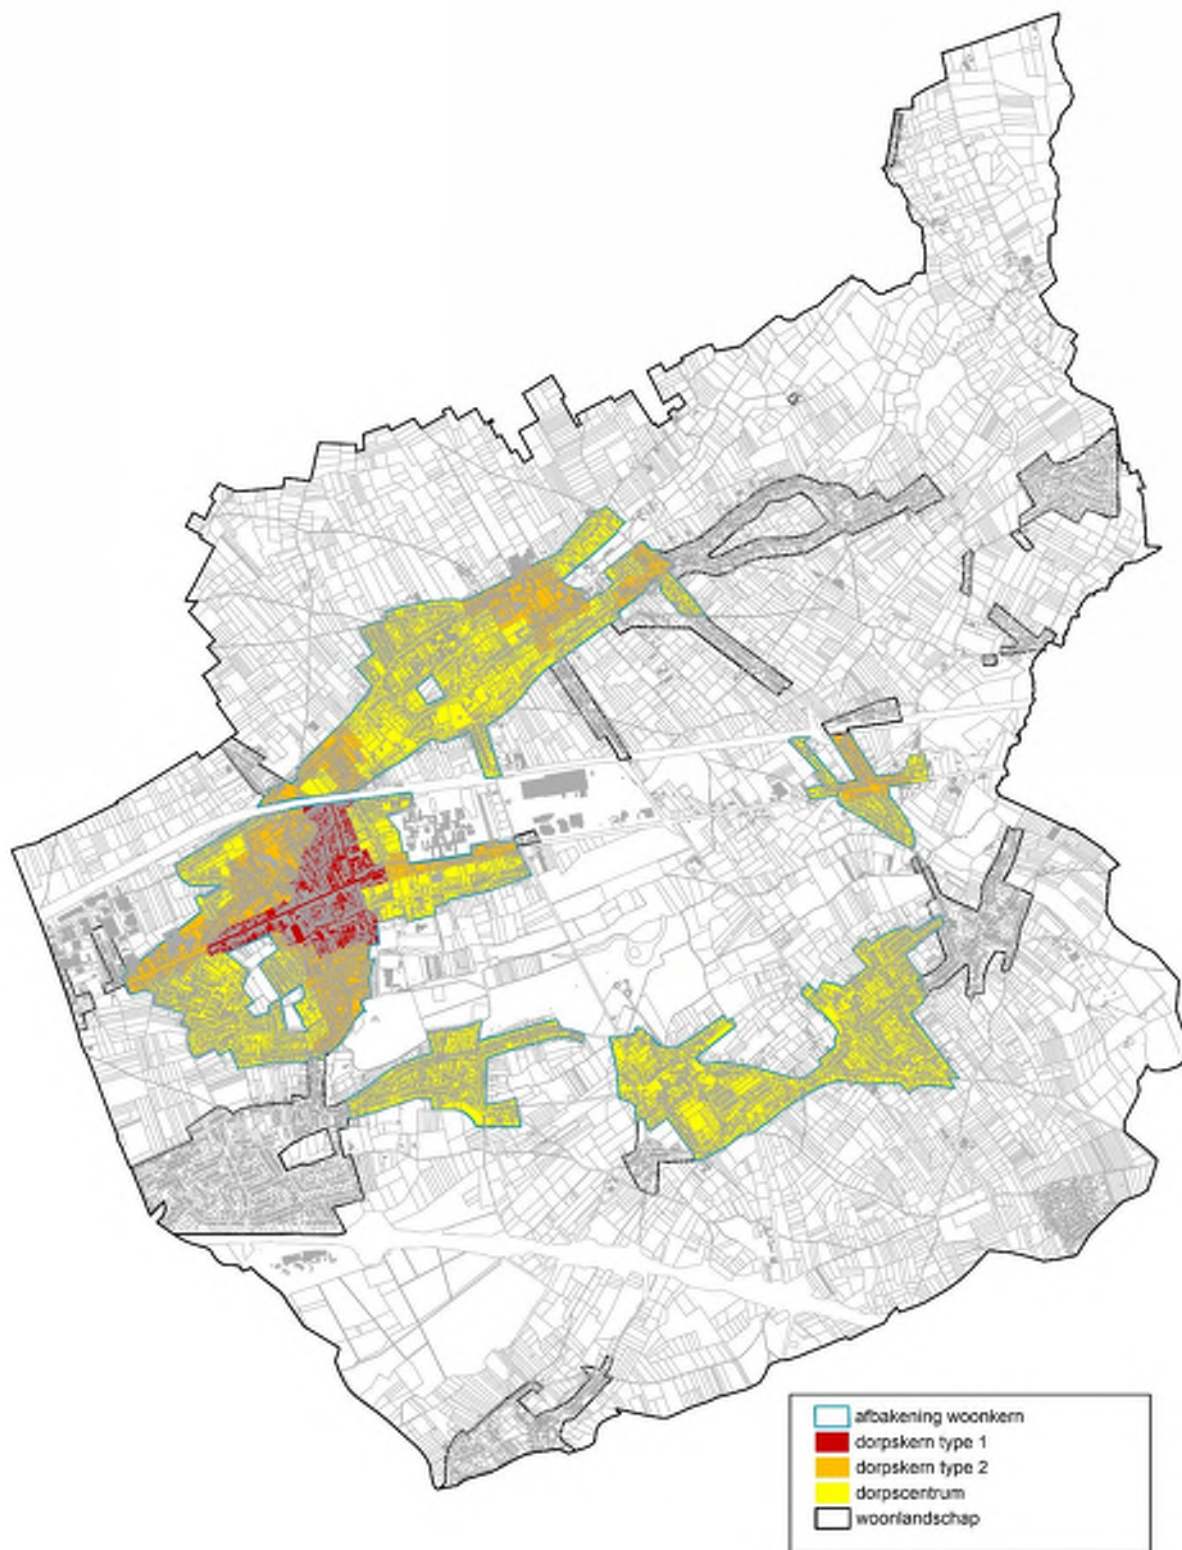 afbakening woonkern
dorpskern type 1
dorpskern type 2
dorpscentrum
woonlandschap